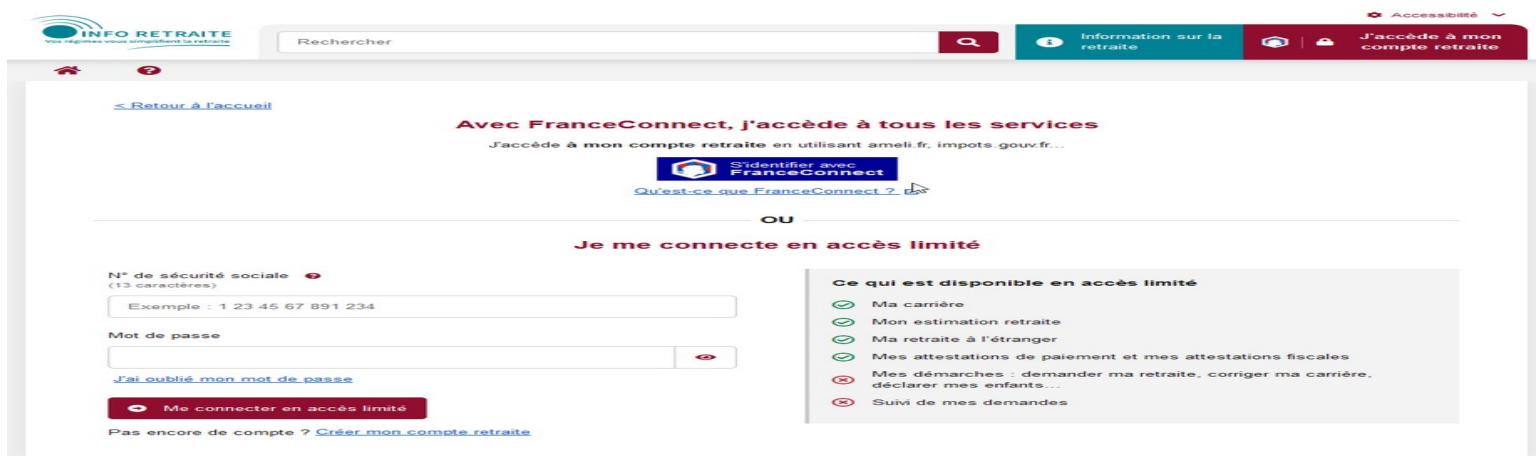 Accessibilité
INFO RETRAITE
Vos régimes vous simplifient la retraite
Rechercher
Information sur la
retraite
J'accède à mon
compte retraite
< Retour à l'accueil
Avec FranceConnect, j'accède à tous les services
J'accède à mon compte retraite en utilisant ameli.fr, impots.gouv.fr...
S'identifier avec
FranceConnect
Qu'est-ce que FranceConnect ?
OU
Je me connecte en accès limité
N° de sécurité sociale
(13 caractères)
Exemple : 1 23 45 67 891 234
Mot de passe
J'ai oublié mon mot de passe
Me connecter en accès limité
Pas encore de compte ? Créer mon compte retraite
Ce qui est disponible en accès limité
Ma carrière
Mon estimation retraite
Ma retraite à l'étranger
Mes attestations de paiement et mes attestations fiscales
Mes démarches : demander ma retraite, corriger ma carrière,
déclarer mes enfants...
Suivi de mes demandes